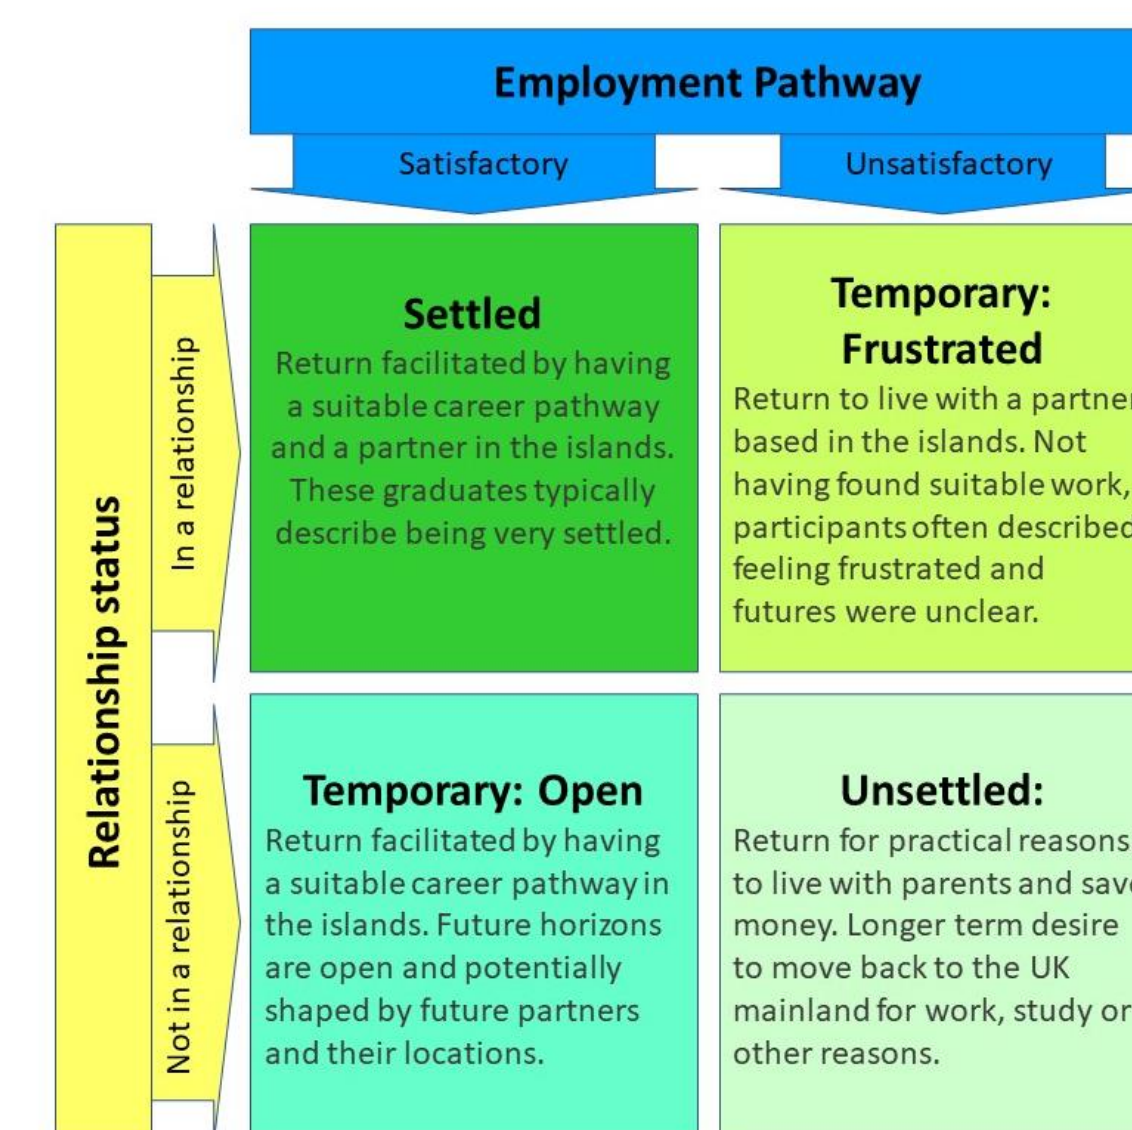 Employment Pathway
Satisfactory
Unsatisfactory
Relationship status
In a relationship
Settled
Return facilitated by having
a suitable career pathway
and a partner in the islands.
These graduates typically
describe being very settled.
Temporary:
Frustrated
Return to live with a partner
based in the islands. Not
having found suitable work,
participants often described
feeling frustrated and
futures were unclear.
Not in a relationship
Temporary: Open
Return facilitated by having
a suitable career pathway in
the islands. Future horizons
are open and potentially
shaped by future partners
and their locations.
Unsettled:
Return for practical reasons
to live with parents and save
money. Longer term desire
to move back to the UK
mainland for work, study or
other reasons.